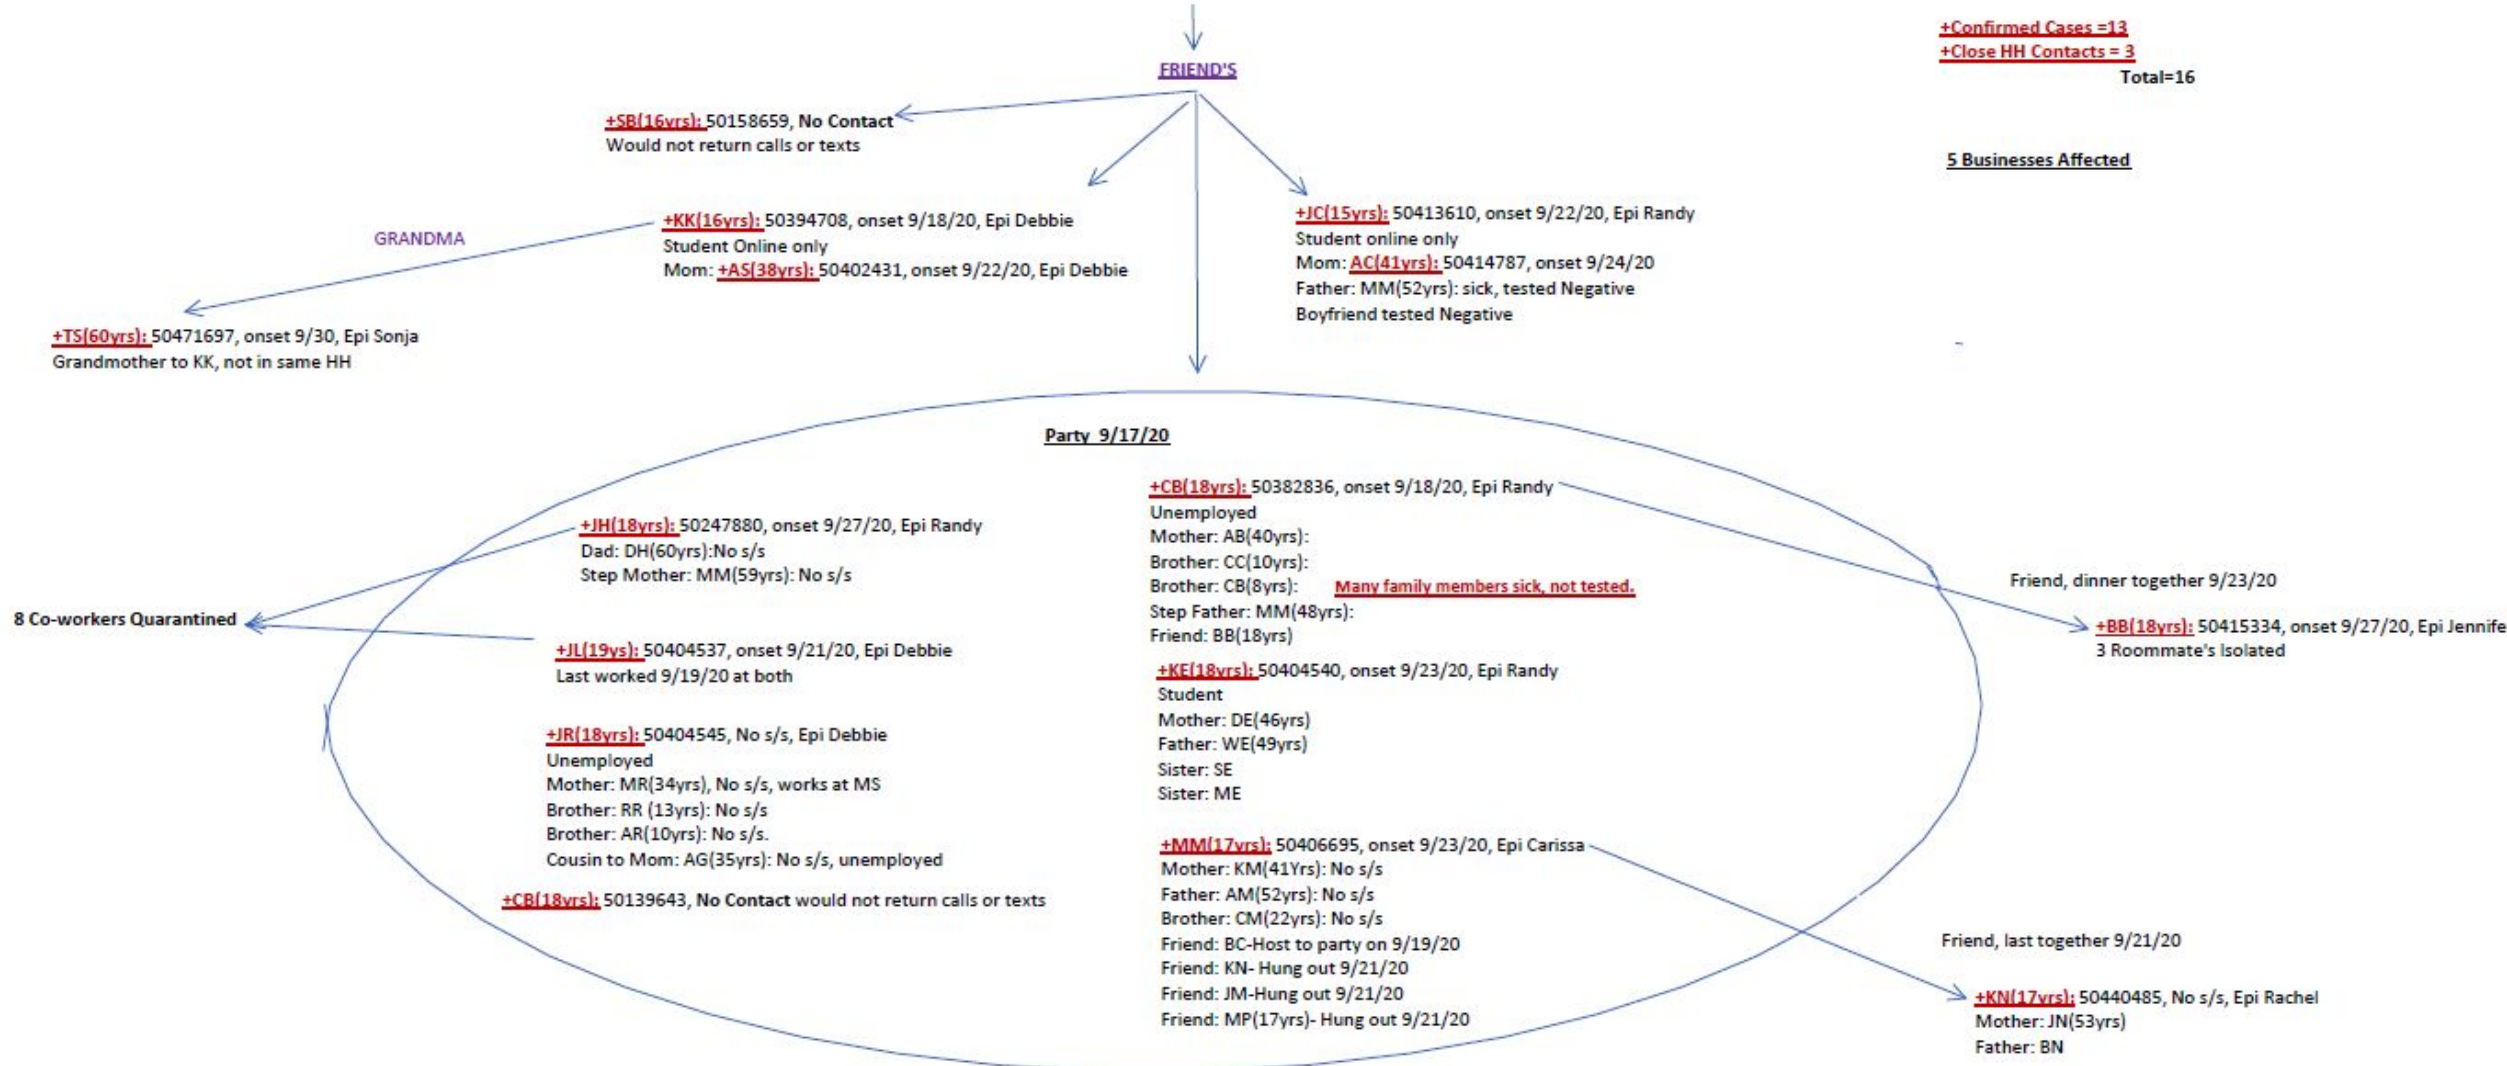 +Confirmed Cases =13
+Close HH Contacts = 3
Total=16
5 Businesses Affected
FRIEND'S
+SB(16yrs): 50158659, No Contact
Would not return calls or texts
+KK(16yrs): 50394708, onset 9/18/20, Epi Debbie
Student Online only
Mom: +AS(38yrs): 50402431, onset 9/22/20, Epi Debbie
GRANDMA
+TS(60yrs): 50471697, onset 9/30, Epi Sonja
Grandmother to KK, not in same HH
+JC(15yrs): 50413610, onset 9/22/20, Epi Randy
Student online only
Mom: AC(41yrs): 50414787, onset 9/24/20
Father: MM(52yrs): sick, tested Negative
Boyfriend tested Negative
Party 9/17/20
+JH(18yrs): 50247880, onset 9/27/20, Epi Randy
Dad: DH(60yrs):No s/s
Step Mother: MM(59yrs): No s/s
8 Co-workers Quarantined
+JL(19ys): 50404537, onset 9/21/20, Epi Debbie
Last worked 9/19/20 at both
+JR(18yrs): 50404545, No s/s, Epi Debbie
Unemployed
Mother: MR(34yrs), No s/s, works at MS
Brother: RR (13yrs): No s/s
Brother: AR(10yrs): No s/s.
Cousin to Mom: AG(35yrs): No s/s, unemployed
+CB(18yrs): 50139643, No Contact would not return calls or texts
+CB(18yrs): 50382836, onset 9/18/20, Epi Randy
Unemployed
Mother: AB(40yrs):
Brother: CC(10yrs):
Brother: CB(8yrs): Many family members sick, not tested.
Step Father: MM(48yrs):
Friend: BB(18yrs)
+KE(18yrs): 50404540, onset 9/23/20, Epi Randy
Student
Mother: DE(46yrs)
Father: WE(49yrs)
Sister: SE
Sister: ME
+MM(17yrs): 50406695, onset 9/23/20, Epi Carissa
Mother: KM(41Yrs): No s/s
Father: AM(52yrs): No s/s
Brother: CM(22yrs): No s/s
Friend: BC-Host to party on 9/19/20
Friend: KN- Hung out 9/21/20
Friend: JM-Hung out 9/21/20
Friend: MP(17yrs)- Hung out 9/21/20
Friend, dinner together 9/23/20
+BB(18yrs): 50415334, onset 9/27/20, Epi Jennife
3 Roommate's Isolated
Friend, last together 9/21/20
+KN(17yrs): 50440485, No s/s, Epi Rachel
Mother: JN(53yrs)
Father: BN